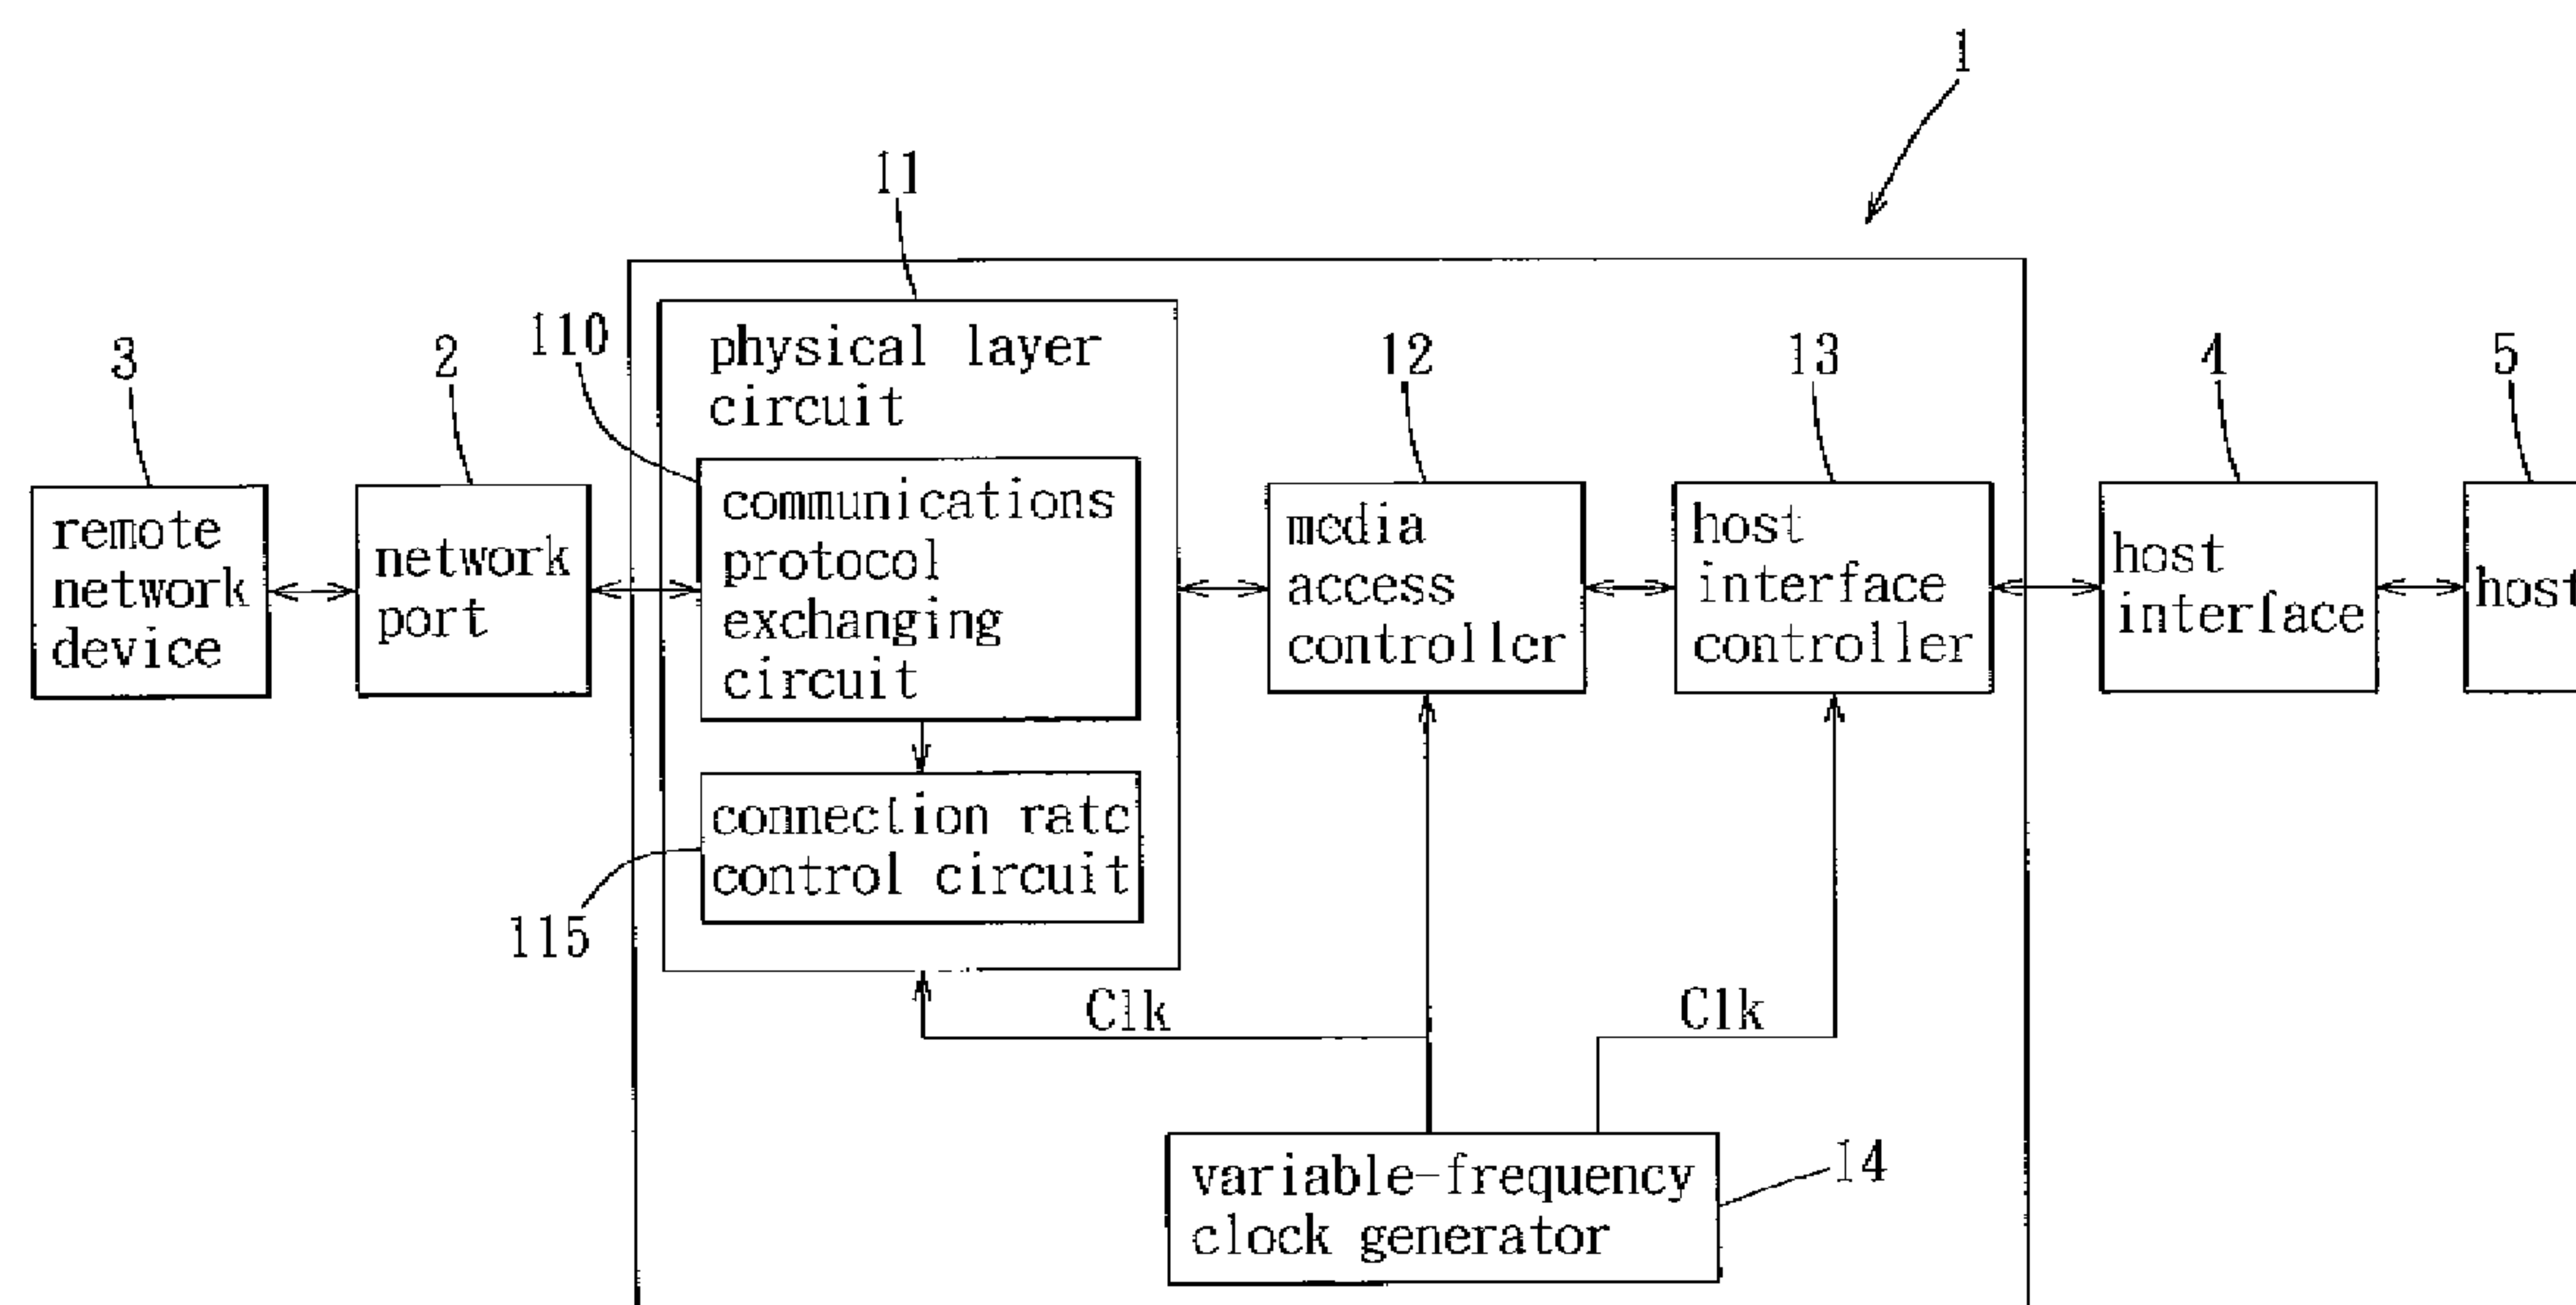 1
11
physical layer
circuit
110
communications
protocol
exchanging
circuit
connection rate
control circuit
115
3
remote
network
device
2
network
port
12
media
access
controller
13
host
interface
controller
4
host
interface
5
host
Clk
Clk
variable-frequency
clock generator
14